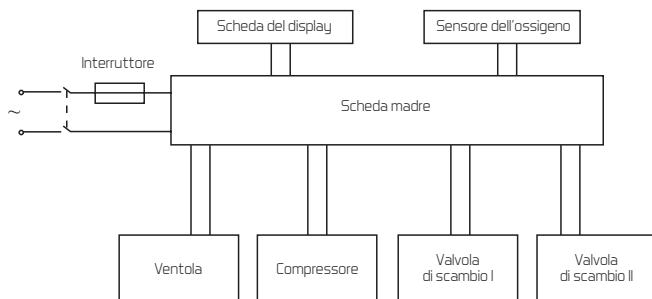 Scheda del display
Sensore dell'ossigeno
Interruttore
Scheda madre
~
Ventola
Compressore
Valvola
di scambio I
Valvola
di scambio II